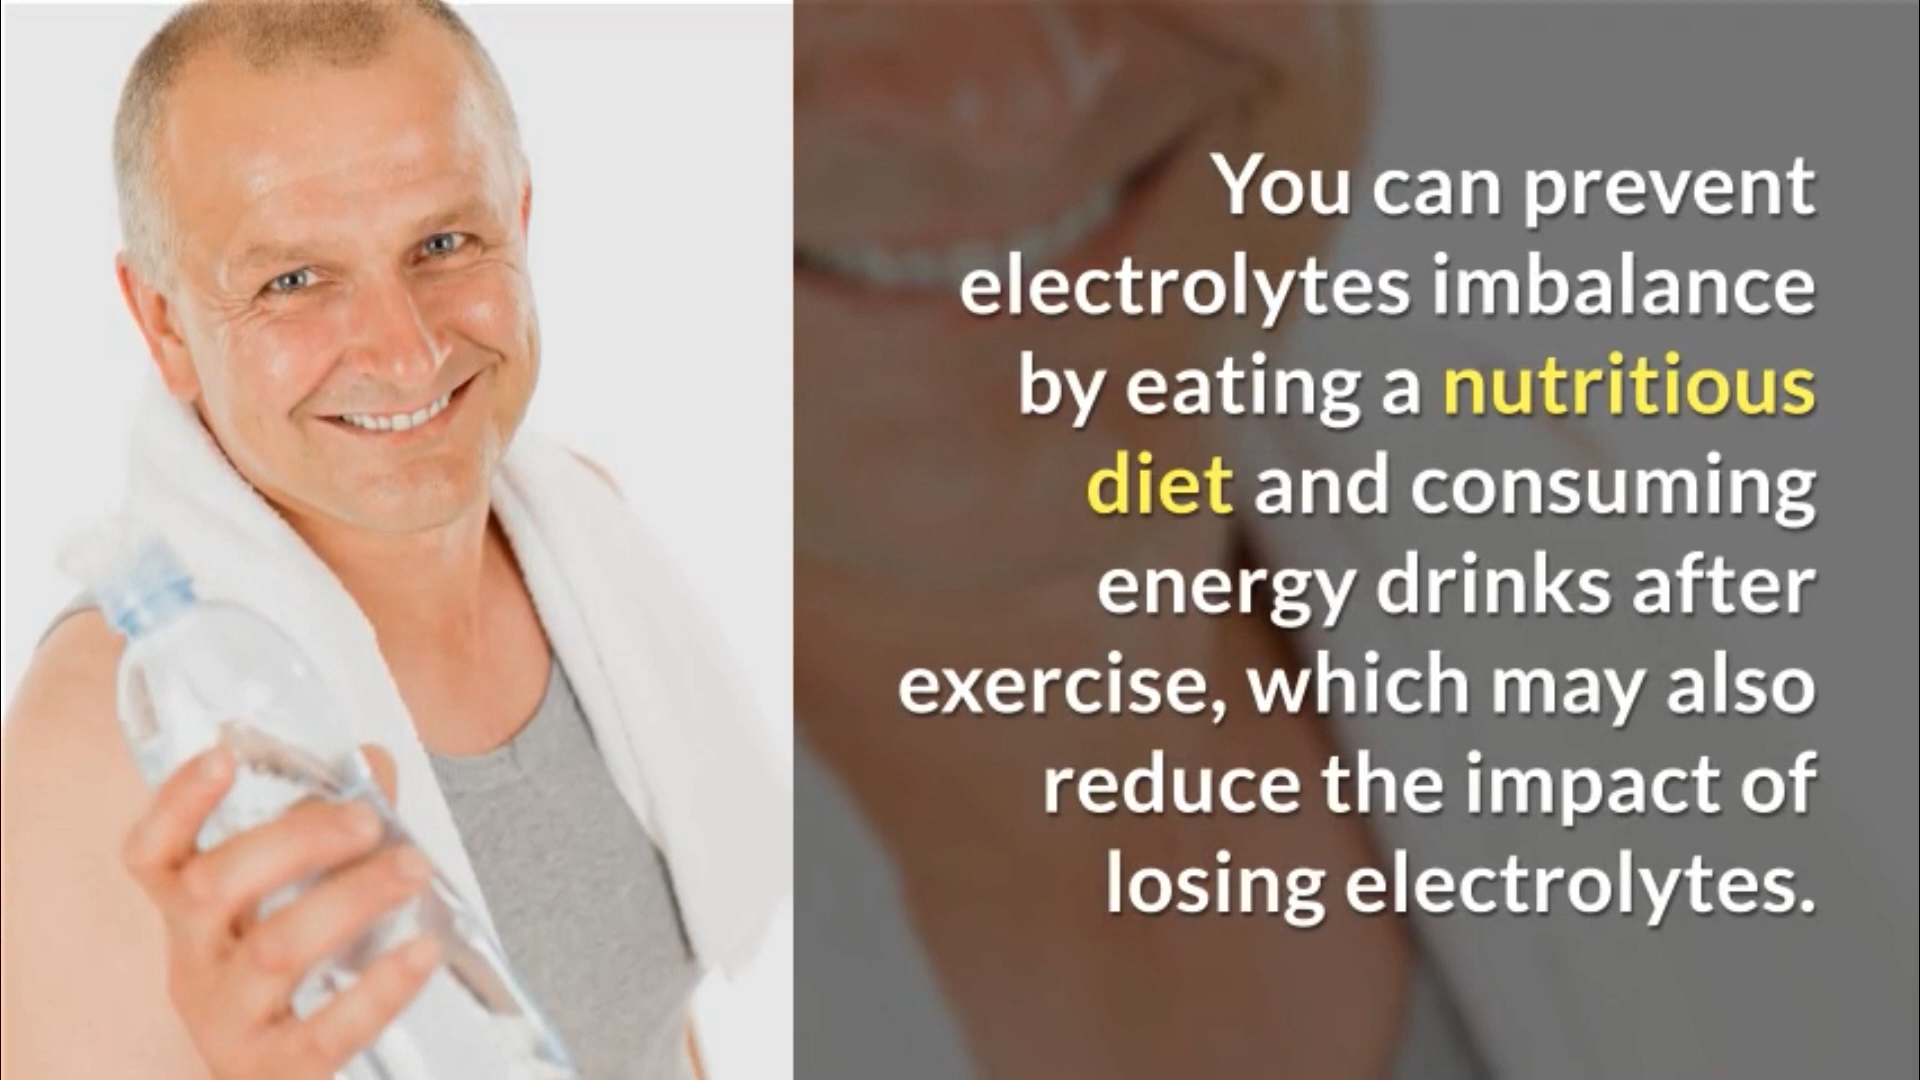 You can prevent
electrolytes imbalance
by eating a nutritious
diet and consuming
energy drinks after
exercise, which may also
reduce the impact of
losing electrolytes.